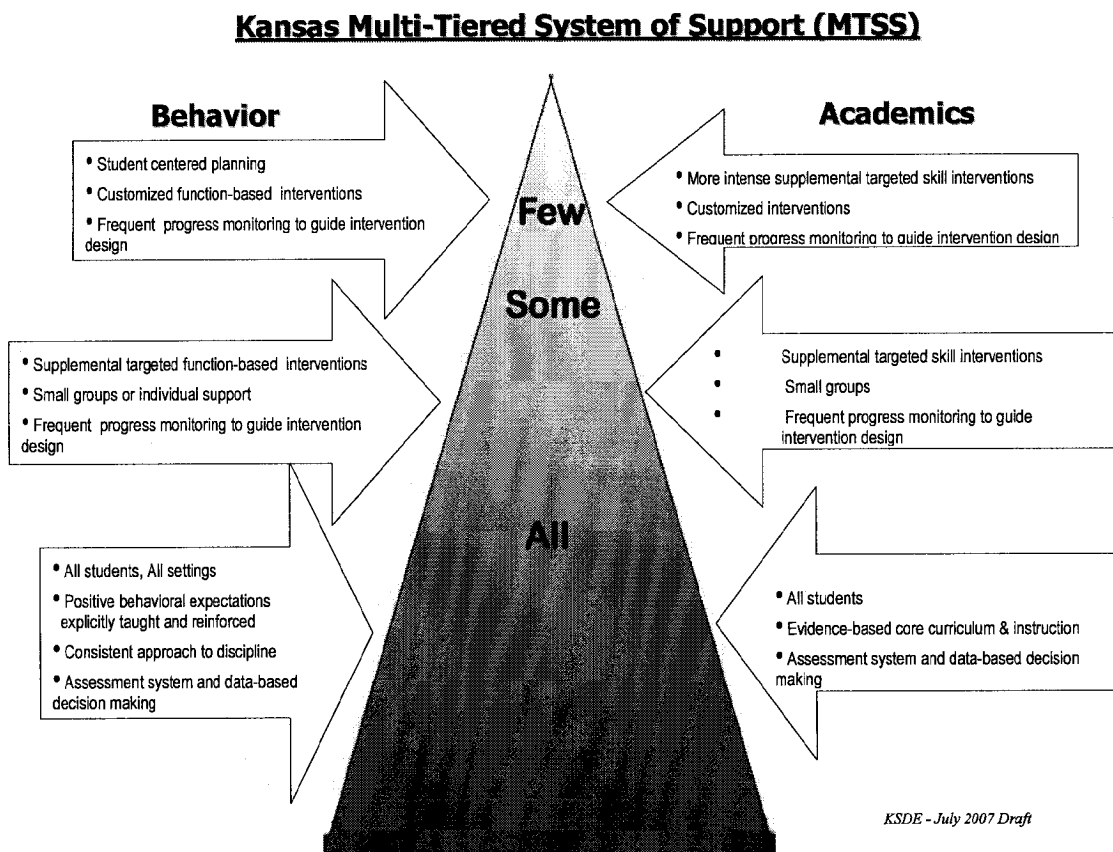 Kansas Multi-Tiered System of Support (MTSS)
Behavior
• Student centered planning
• Customized function-based interventions
• Frequent progress monitoring to guide intervention
design
• Supplemental targeted function-based interventions
• Small groups or individual support
• Frequent progress monitoring to guide intervention
design
• All students, All settings
• Positive behavioral expectations
explicitly taught and reinforced
• Consistent approach to discipline
• Assessment system and data-based
decision making
Few
Some
All
Academics
• More intense supplemental targeted skill interventions
• Customized interventions
• Frequent progress monitoring to guide intervention design
• Supplemental targeted skill interventions
• Small groups
• Frequent progress monitoring to guide
intervention design
• All students
• Evidence-based core curriculum & instruction
• Assessment system and data-based decision
making
KSDE - July 2007 Draft